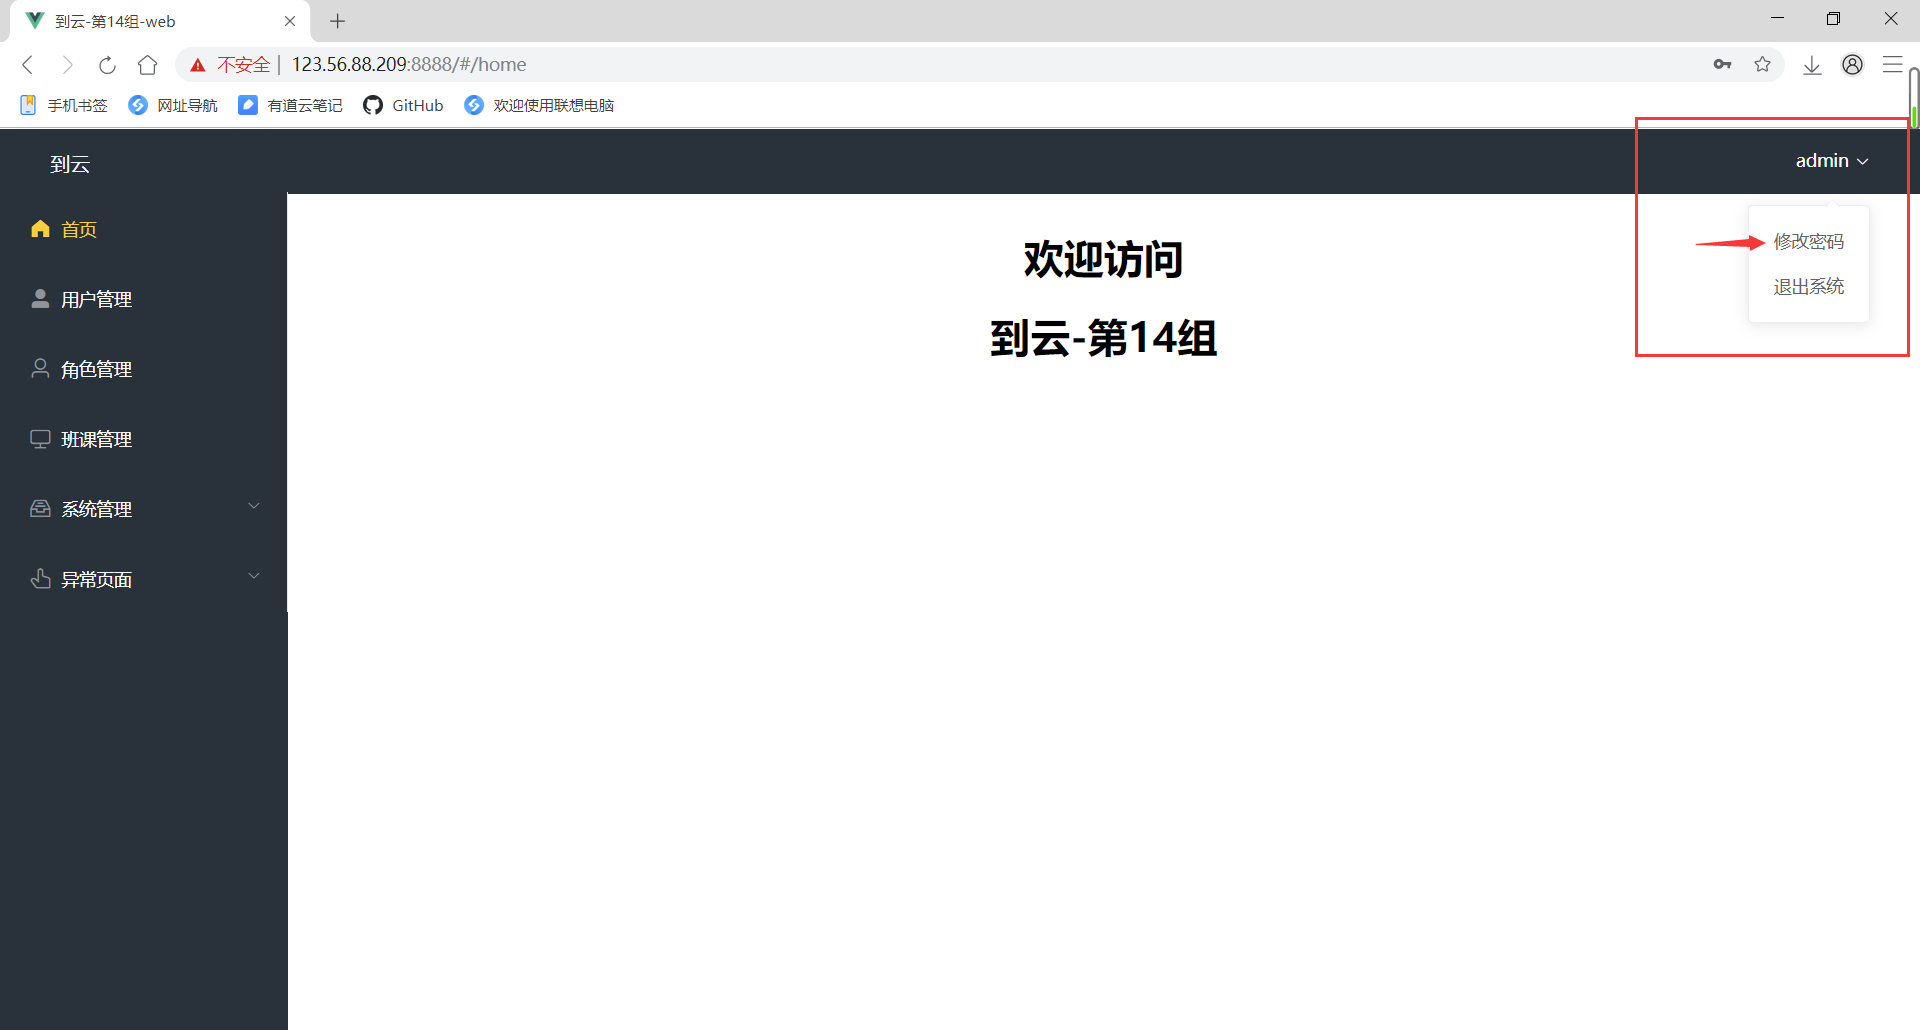 到云-第14组-web
不安全 | 123.56.88.209:8888/#/home
手机书签 网址导航 有道云笔记 GitHub 欢迎使用联想电脑
到云
admin
首页
用户管理
角色管理
班课管理
系统管理
异常页面
欢迎访问
到云-第14组
修改密码
退出系统